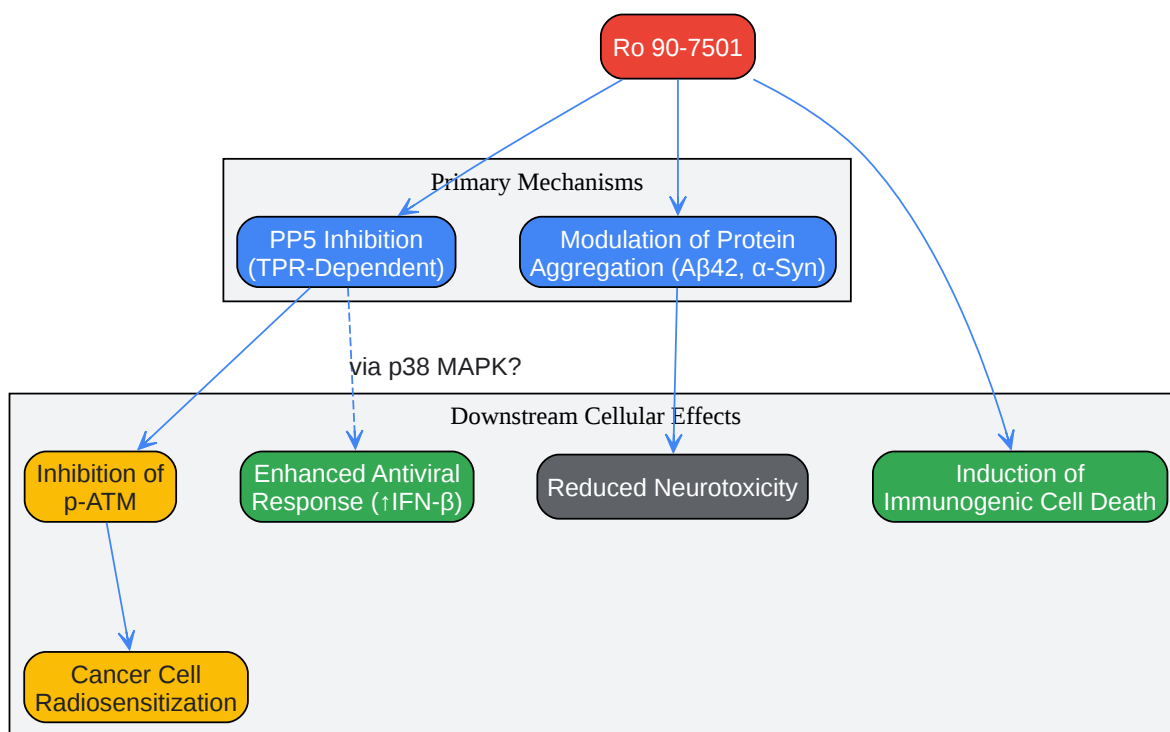 Ro 90-7501
Primary Mechanisms
PP5 Inhibition
(TPR-Dependent)
Modulation of Protein
Aggregation (Aβ42, α-Syn)
via p38 MAPK?
Downstream Cellular Effects
Inhibition of
p-ATM
Enhanced Antiviral
Response (↑IFN-β)
Reduced Neurotoxicity
Induction of
Immunogenic Cell Death
Cancer Cell
Radiosensitization